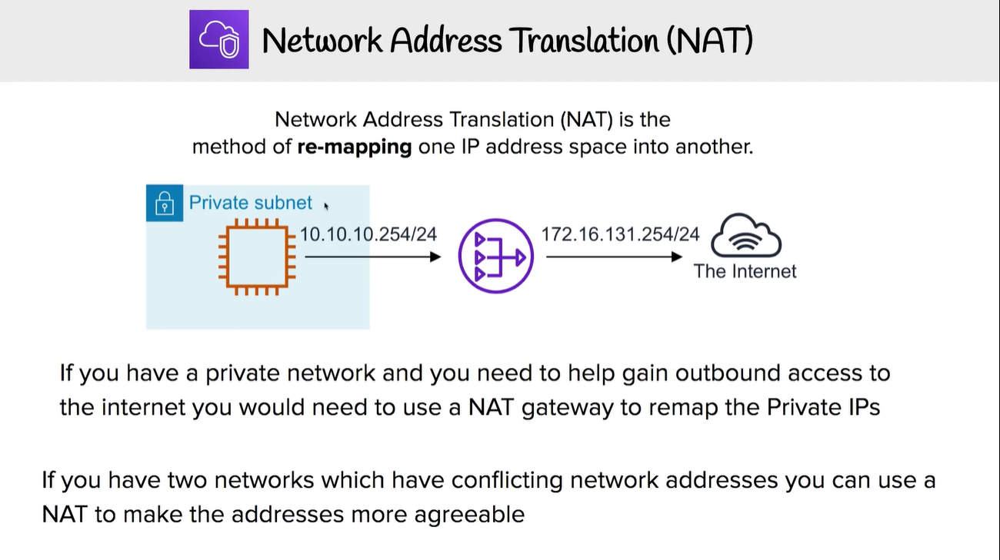 Network Address Translation (NAT)
Network Address Translation (NAT) is the
method of re-mapping one IP address space into another.
Private subnet
10.10.10.254/24
172.16.131.254/24
The Internet
If you have a private network and you need to help gain outbound access to
the internet you would need to use a NAT gateway to remap the Private IPs
If you have two networks which have conflicting network addresses you can use a
NAT to make the addresses more agreeable